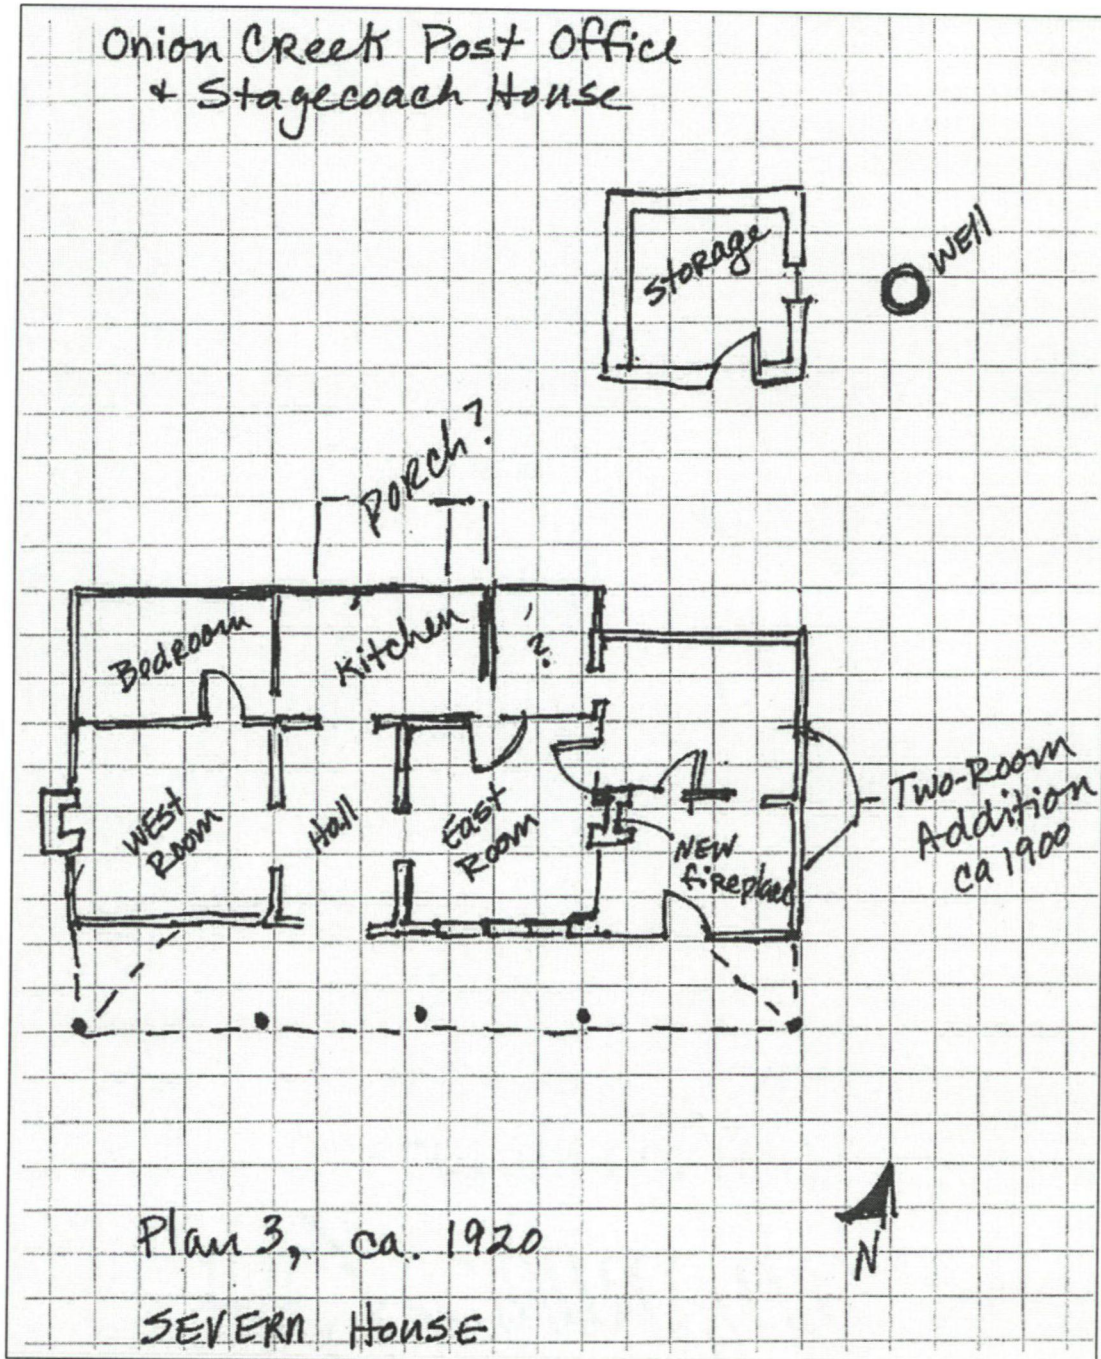 Onion Creek Post Office
+ Stagecoach House
Storage
WELL
PORCH?
Bedroom
Kitchen
?
WEST
Room
Hall
East
Room
NEW
fireplace
Two-Room
Addition
ca 1900
N
Plan 3, ca. 1920
SEVERN HOUSE